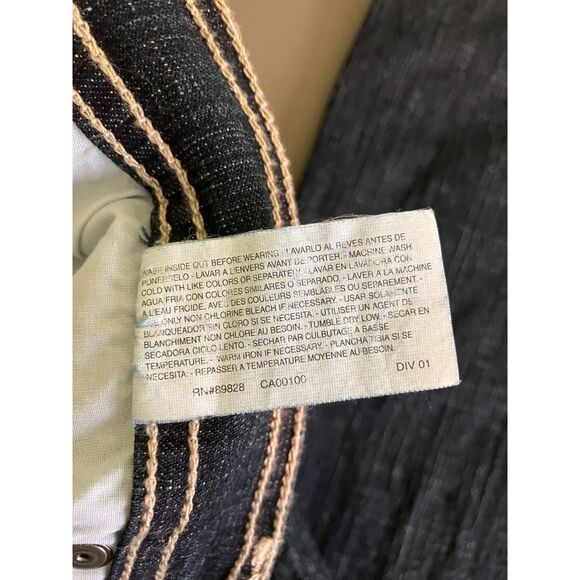 WASH INSIDE OUT BEFORE WEARING - LAVARLO AL REVES ANTES DE
PONERSELO - LAVAR A L'ENVERS AVANT DE PORTER. - MACHINE WASH
COLD WITH LIKE COLORS OF SEPARATELY. LAVAR EN LAVADORA CON
AGUA FRIA CON COLORES SIMILARES O SEPARADO. - LAVER A LA MACHINE
A L'EAU FROIDE, AVEC DES COULEURS SEMBLABLES OU SEPAREMENT. -
USE ONLY NON CHLORINE BLEACH IF NECESSARY. - USAR SOLAMENTE
BLANQUEADOR SIN CLORO SI SE NECESITA. - UTILISER UN AGENT DE
BLANCHIMENT NON CHLORE AU BESOIN. - TUMBLE DRY LOW. - SECAR EN
SECADORA CICLO LENTO. - SECHAR PAR CULBUTAGE A BASSE
TEMPERATURE. - WARM IRON IF NECESSARY - PLANCHA TIBIA SI SE
NECESITA. - REPASSER A TEMPERATURE MOYENNE AU BESOIN.
RN#89828 CA00100 DIV 01